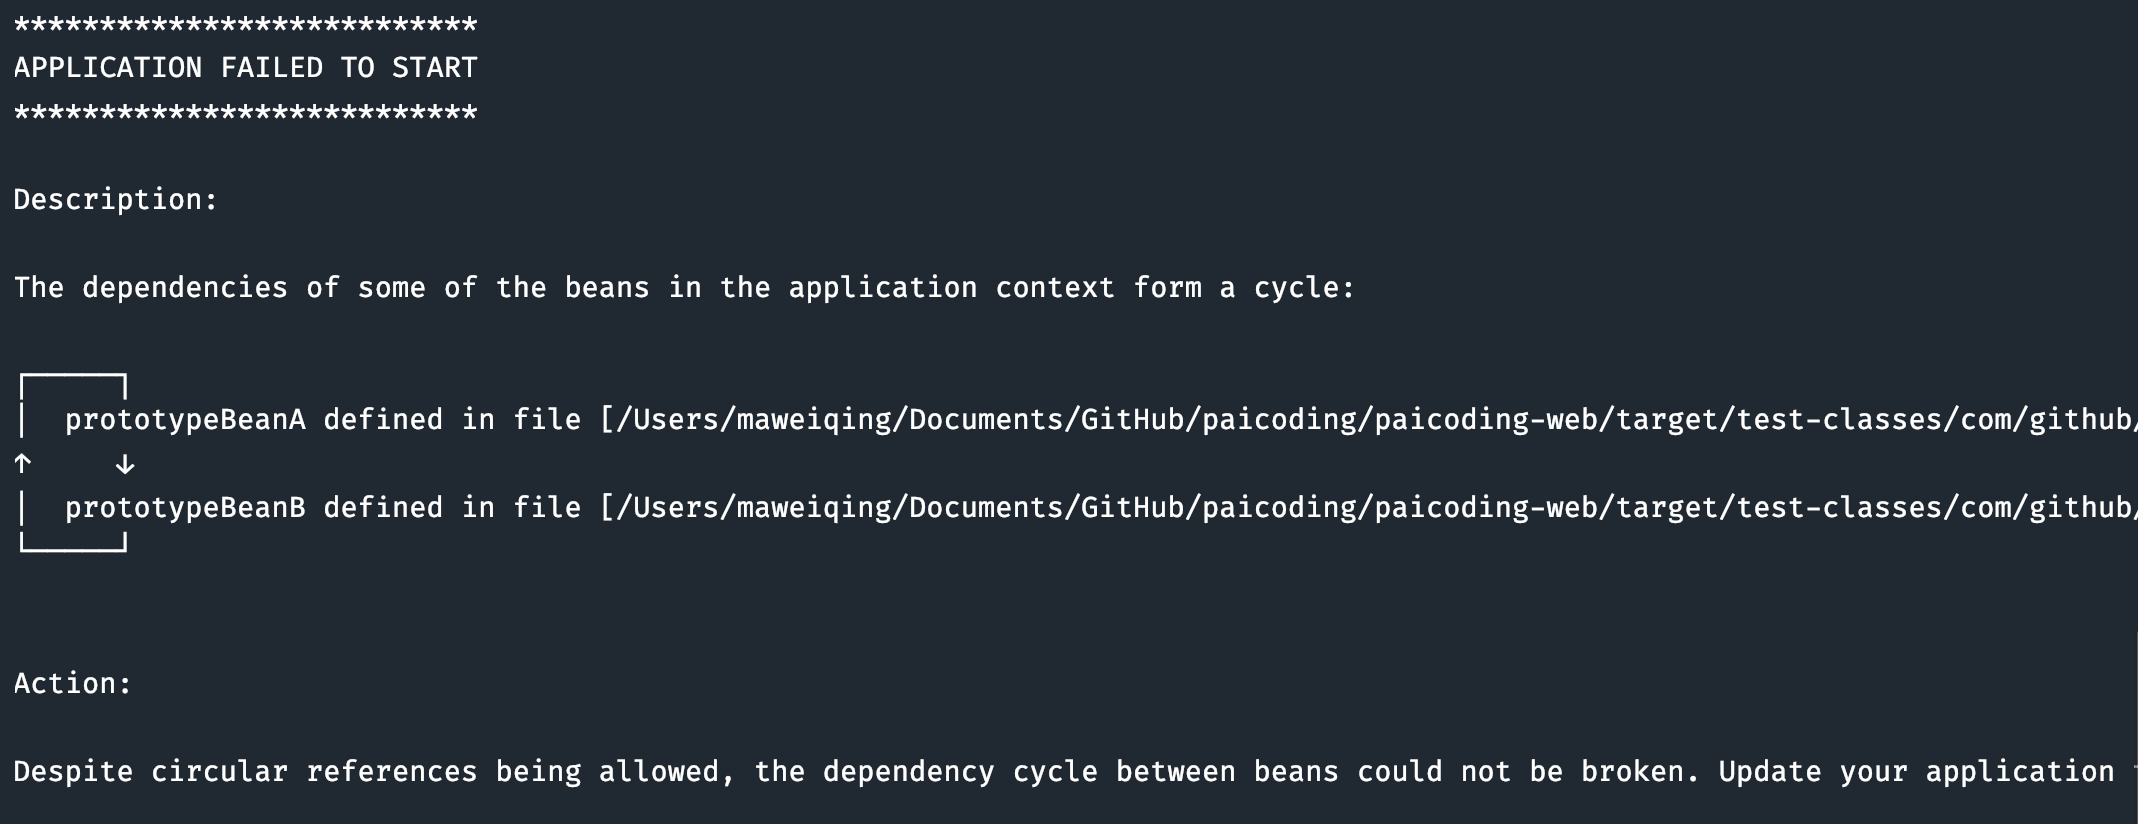 ***************************
APPLICATION FAILED TO START
***************************
Description:
The dependencies of some of the beans in the application context form a cycle:
┌─────┐
|  prototypeBeanA defined in file [/Users/maweiqing/Documents/GitHub/paicoding/paicoding-web/target/test-classes/com/github/
↑     ↓
|  prototypeBeanB defined in file [/Users/maweiqing/Documents/GitHub/paicoding/paicoding-web/target/test-classes/com/github/
└─────┘
Action:
Despite circular references being allowed, the dependency cycle between beans could not be broken. Update your application